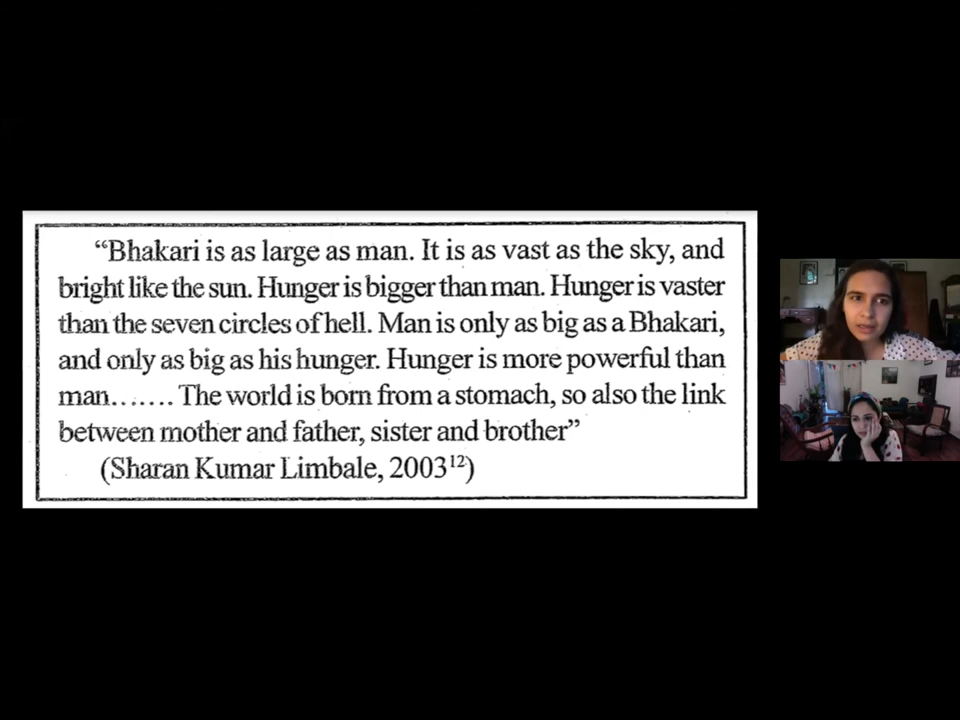 “Bhakari is as large as man. It is as vast as the sky, and
bright like the sun. Hunger is bigger than man. Hunger is vaster
than the seven circles of hell. Man is only as big as a Bhakari,
and only as big as his hunger. Hunger is more powerful than
man....... The world is born from a stomach, so also the link
between mother and father, sister and brother”
(Sharan Kumar Limbale, 2003¹²)